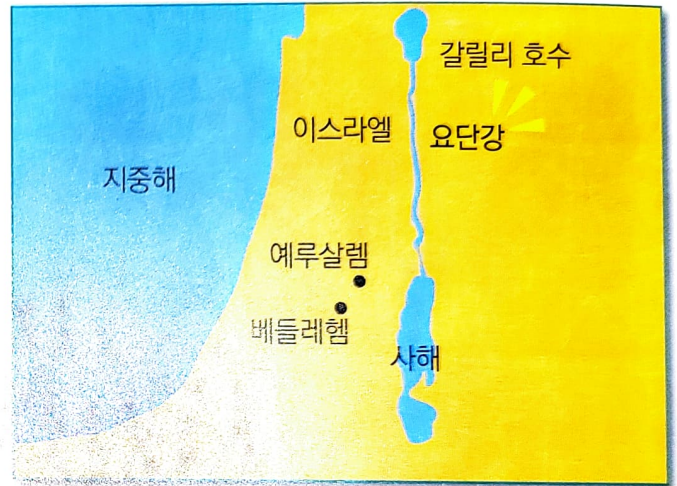 갈릴리 호수
이스라엘
요단강
지중해
예루살렘
베들레헴
사해